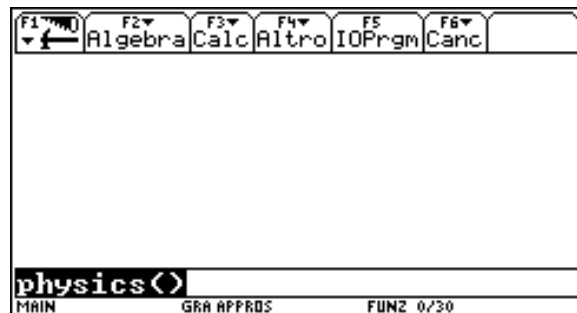 F1 F2 F3 F4 F5 F6
Algebra Calc Altro IOPrgm Canc
physics()
MAIN GRA APPROS FUNZ 0/30